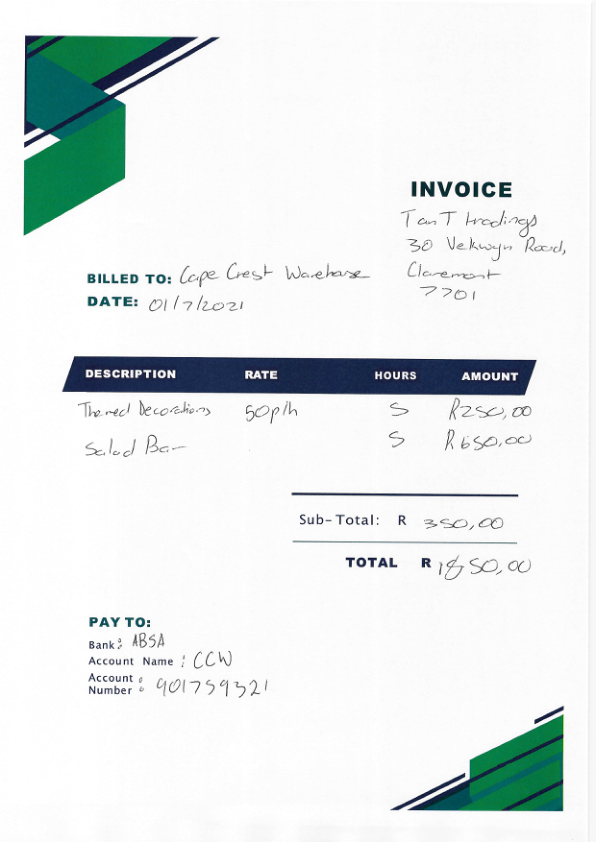 INVOICE
TanT tradings
30 Velkwyn Road,
Claremont
7701
BILLED TO: Cape Crest Warehouse
DATE: 01/7/2021
DESCRIPTION RATE HOURS AMOUNT
Themed Decorations 50p/h 5 R250,00
Salad Bar 5 R650,00
Sub-Total: R 350,00
TOTAL R 1850,00
PAY TO:
Bank: ABSA
Account Name : CCW
Account
Number : 901759321